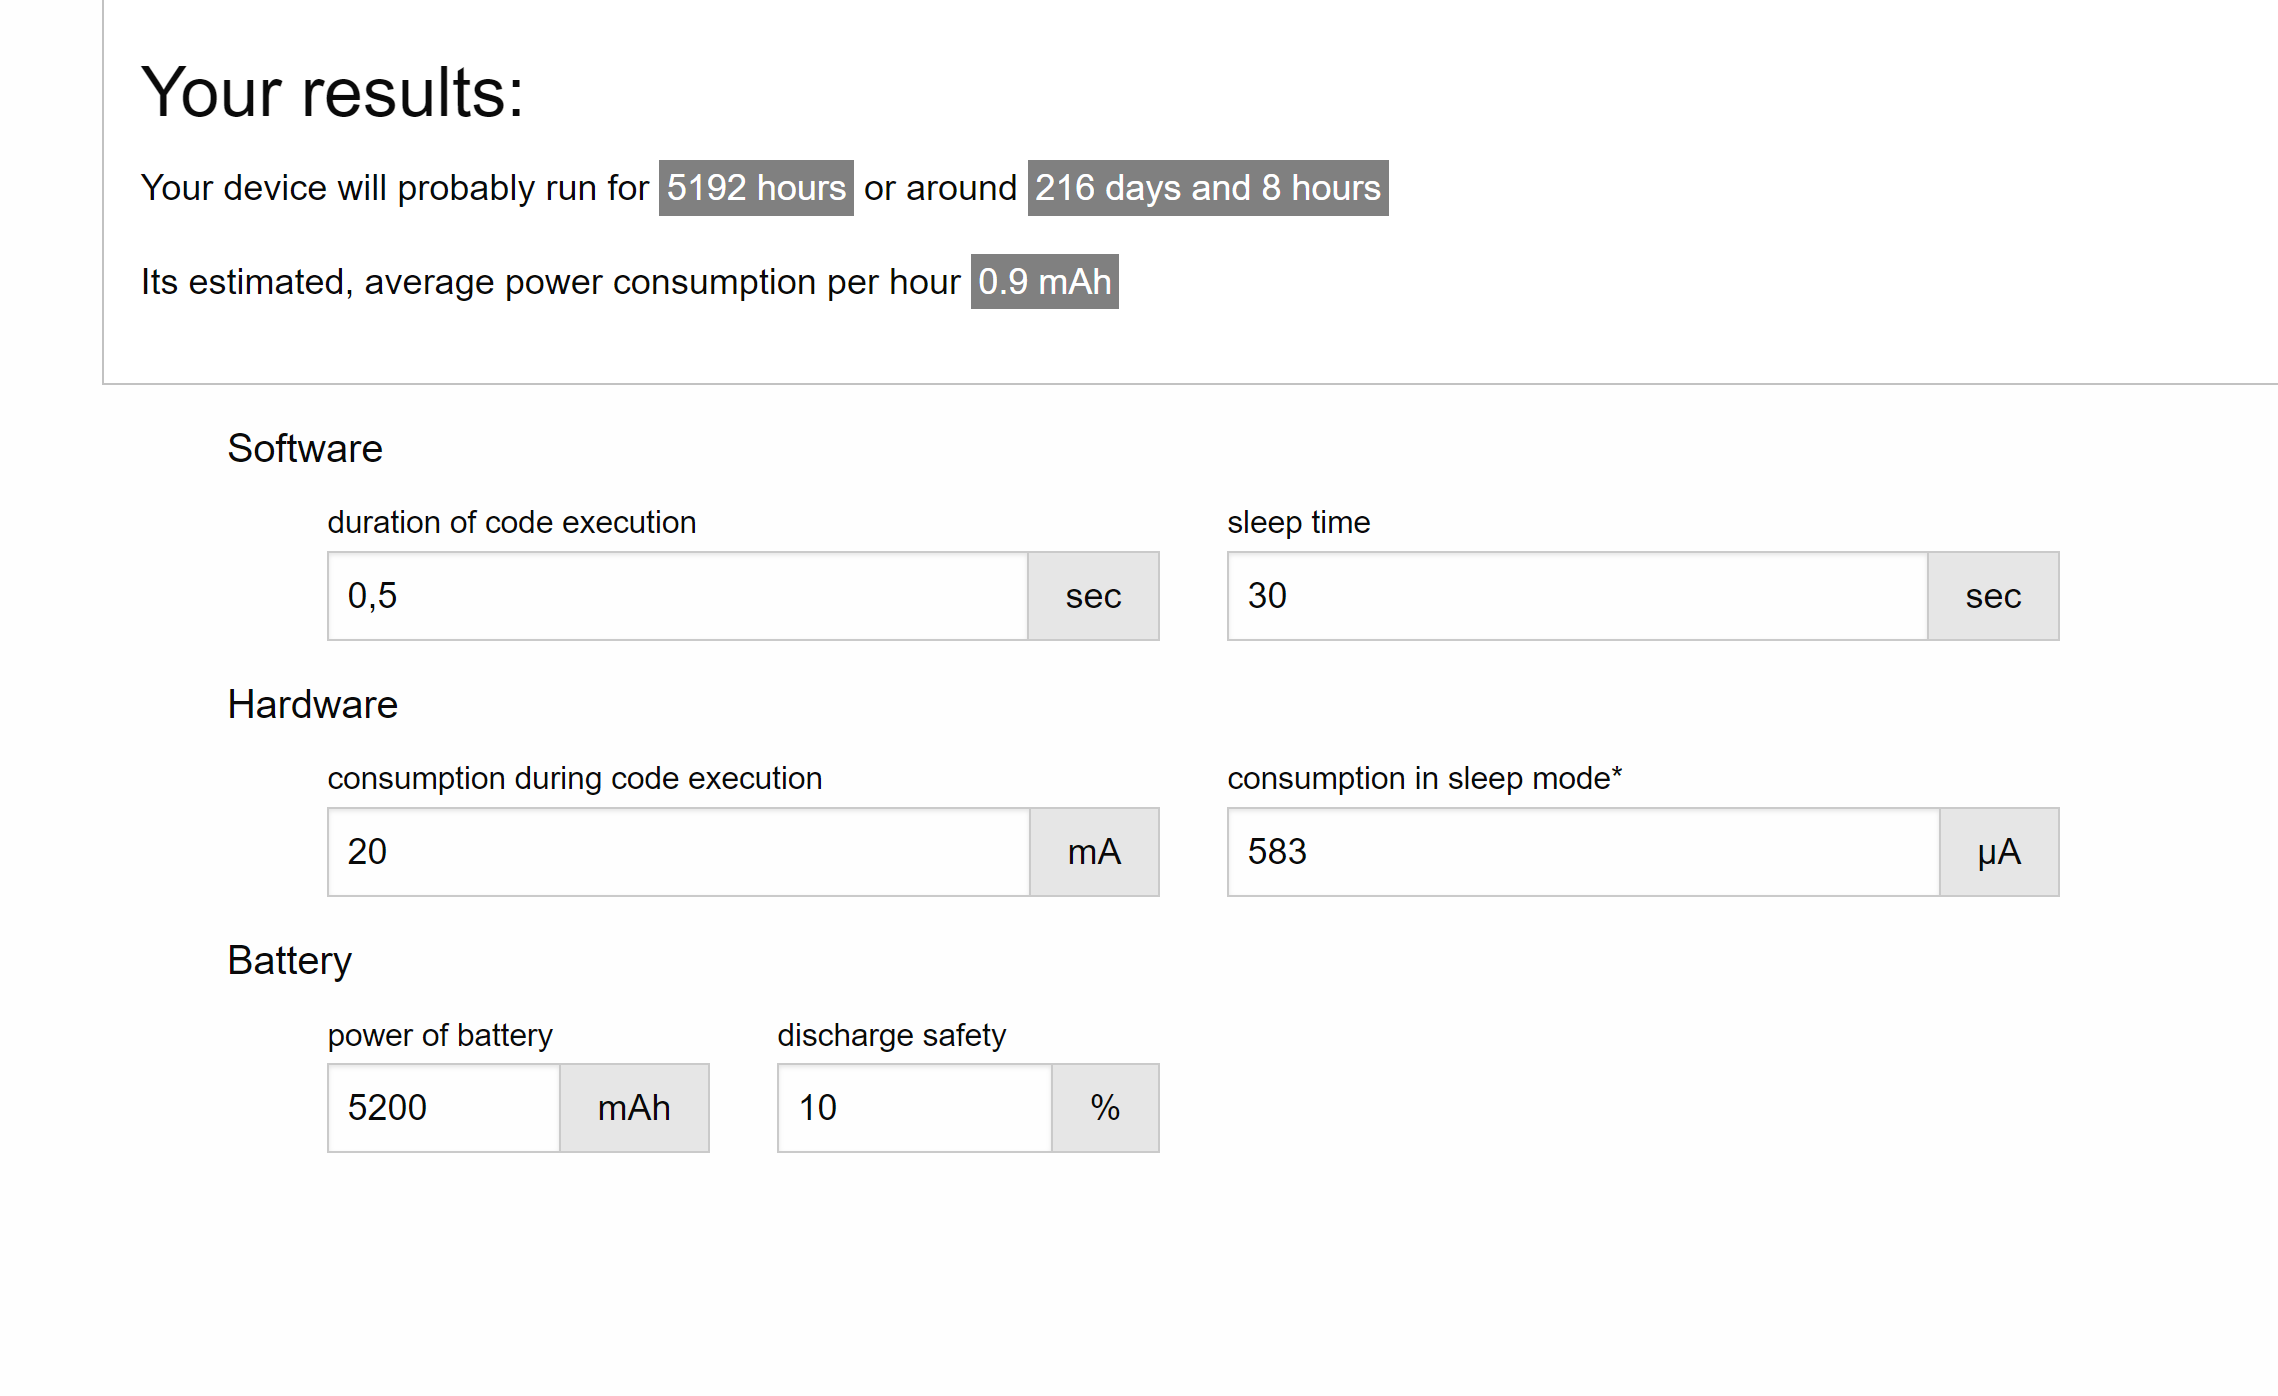 Your results:
Your device will probably run for 5192 hours or around 216 days and 8 hours
Its estimated, average power consumption per hour 0.9 mAh
Software
duration of code execution sleep time
0,5 sec 30 sec
Hardware
consumption during code execution consumption in sleep mode*
20 mA 583 µA
Battery
power of battery discharge safety
5200 mAh 10 %